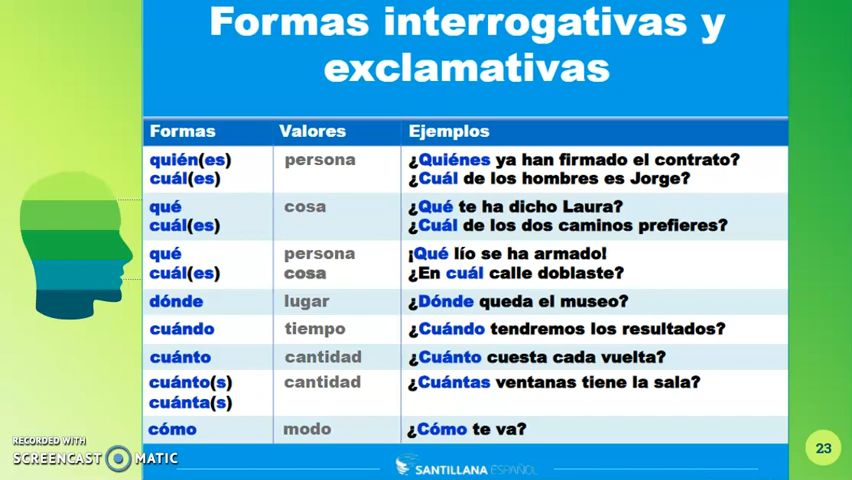 Formas interrogativas y
exclamativas
Formas Valores Ejemplos
quién(es) persona ¿Quiénes ya han firmado el contrato?
cuál(es) ¿Cuál de los hombres es Jorge?
qué cosa ¿Qué te ha dicho Laura?
cuál(es) ¿Cuál de los dos caminos prefieres?
qué persona ¡Qué lío se ha armado!
cuál(es) cosa ¿En cuál calle doblaste?
dónde lugar ¿Dónde queda el museo?
cuándo tiempo ¿Cuándo tendremos los resultados?
cuánto cantidad ¿Cuánto cuesta cada vuelta?
cuánto(s) cantidad ¿Cuántas ventanas tiene la sala?
cuánta(s)
cómo modo ¿Cómo te va?
RECORDED WITH
SCREENCAST MATIC
SANTILLANA ESPAÑOL
23